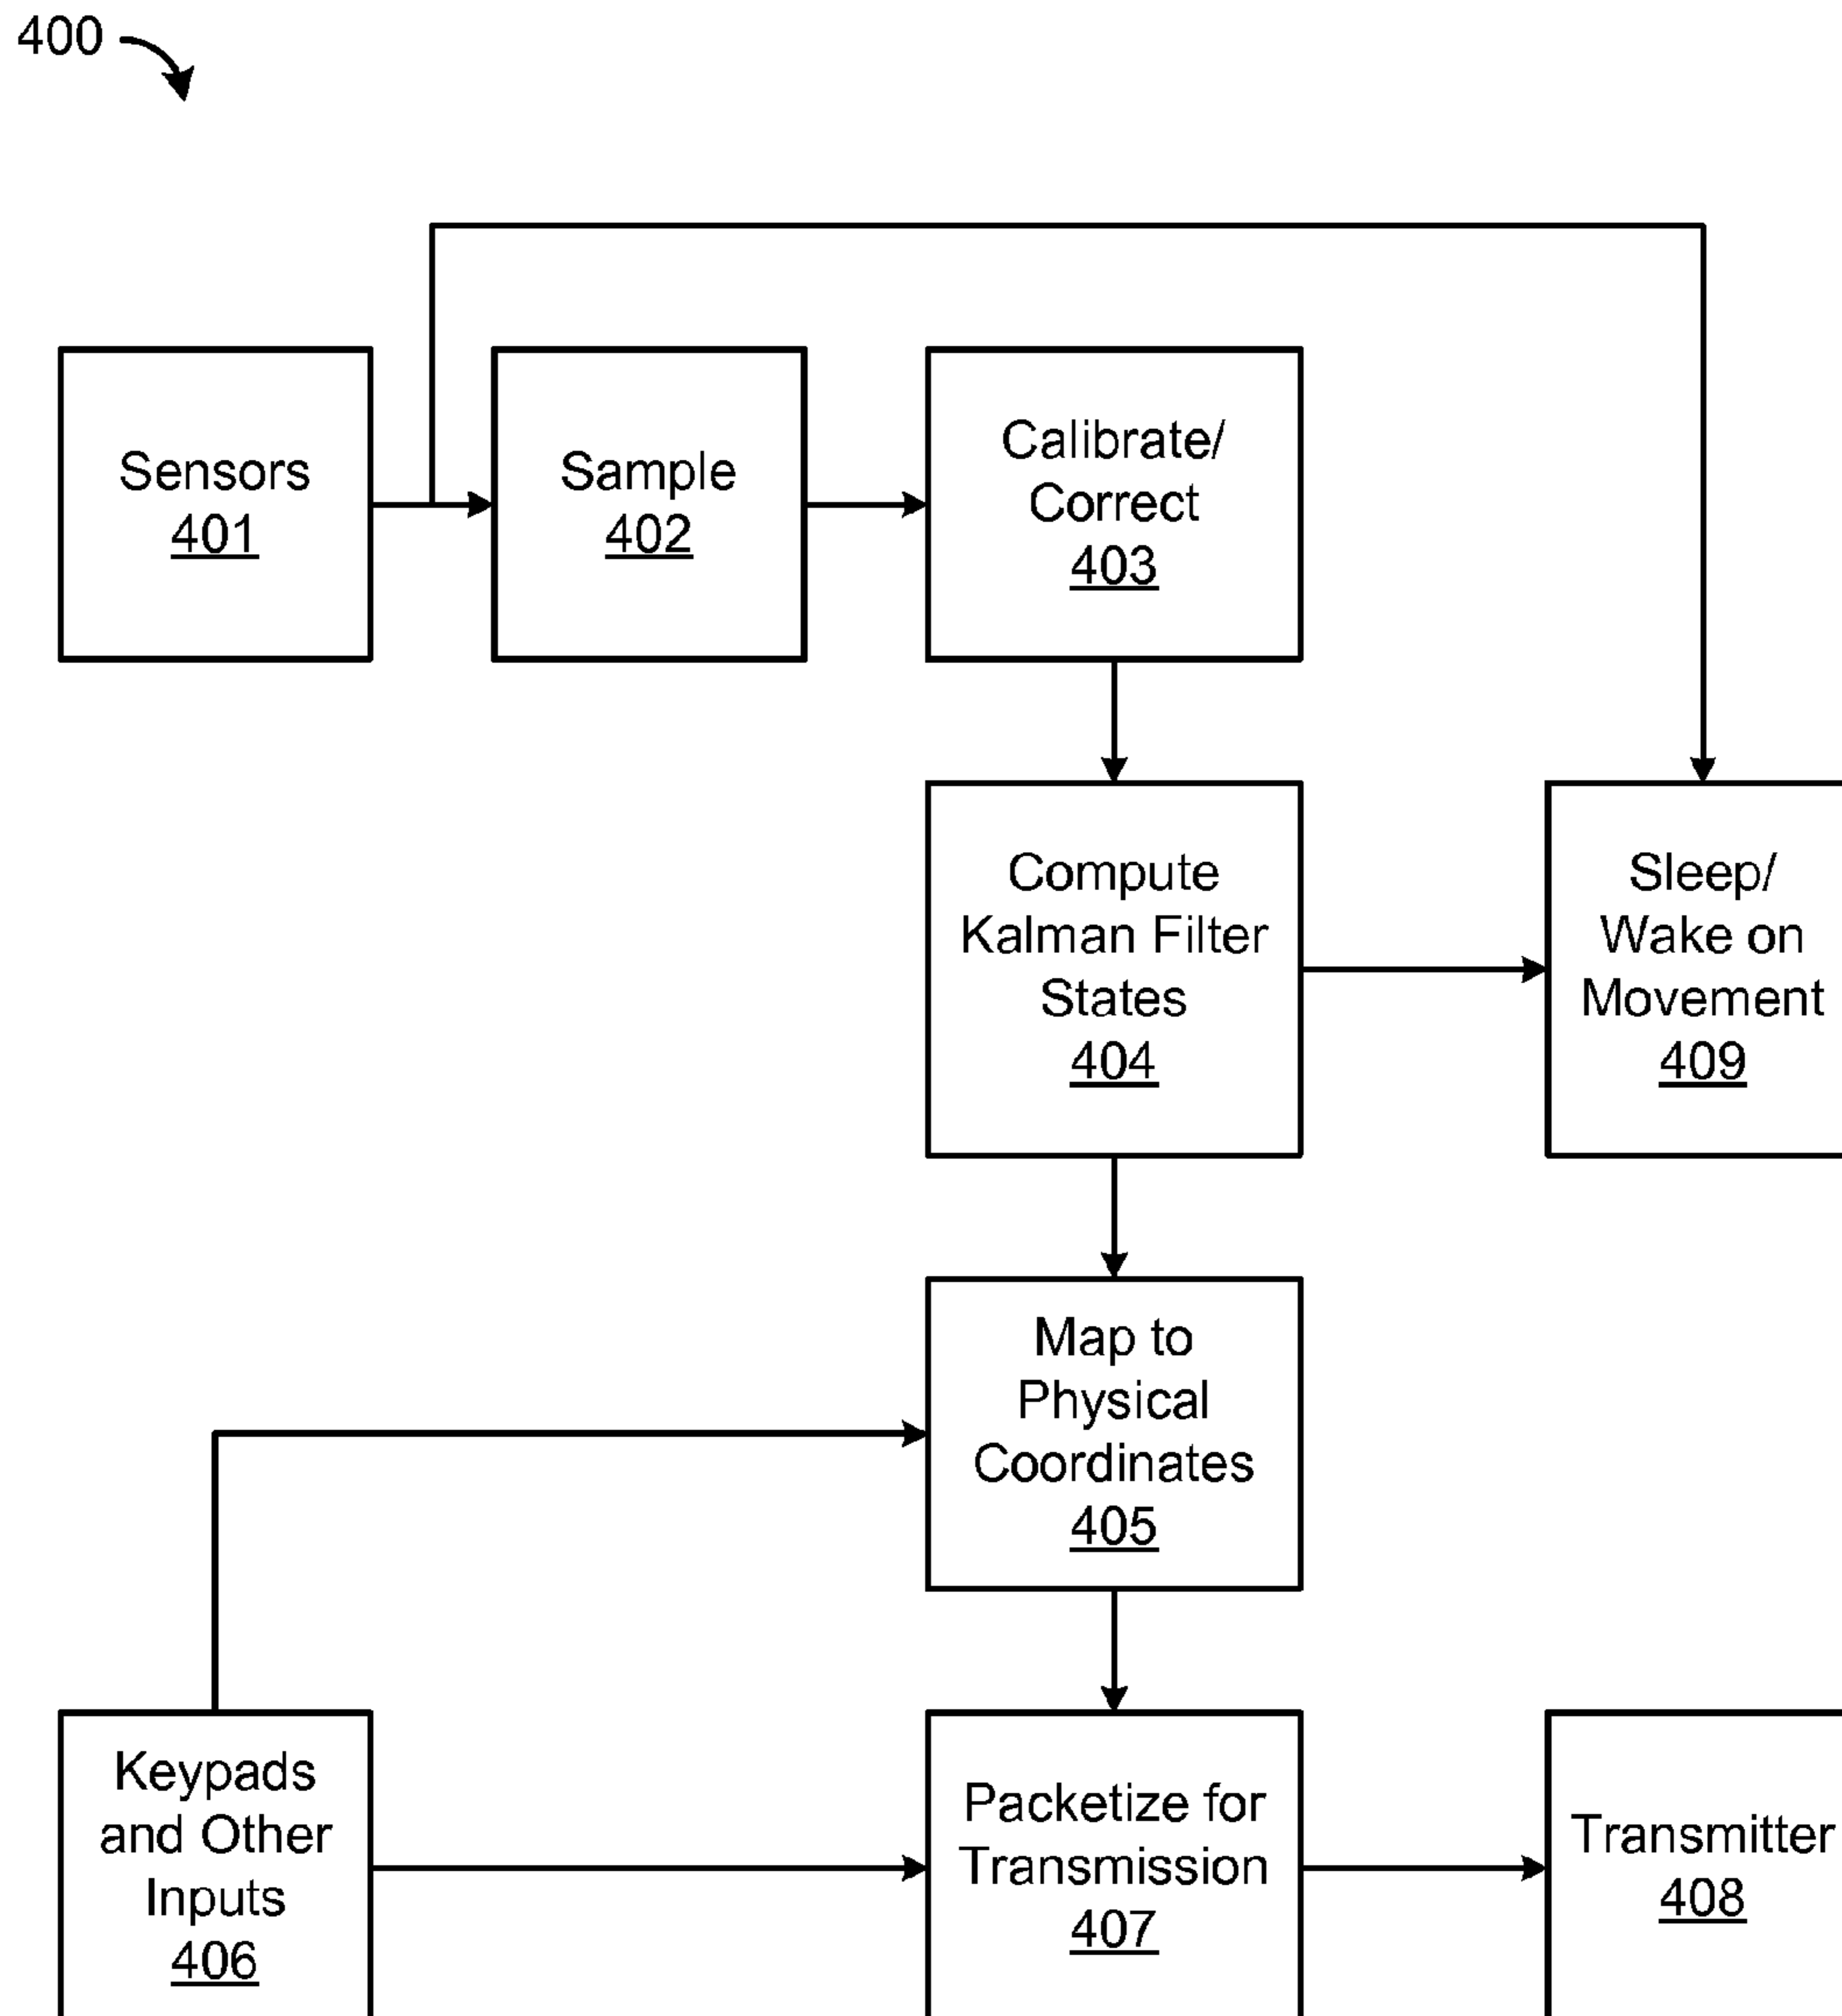 400
Sensors
401
Sample
402
Calibrate/
Correct
403
Compute
Kalman Filter
States
404
Sleep/
Wake on
Movement
409
Map to
Physical
Coordinates
405
Keypads
and Other
Inputs
406
Packetize for
Transmission
407
Transmitter
408